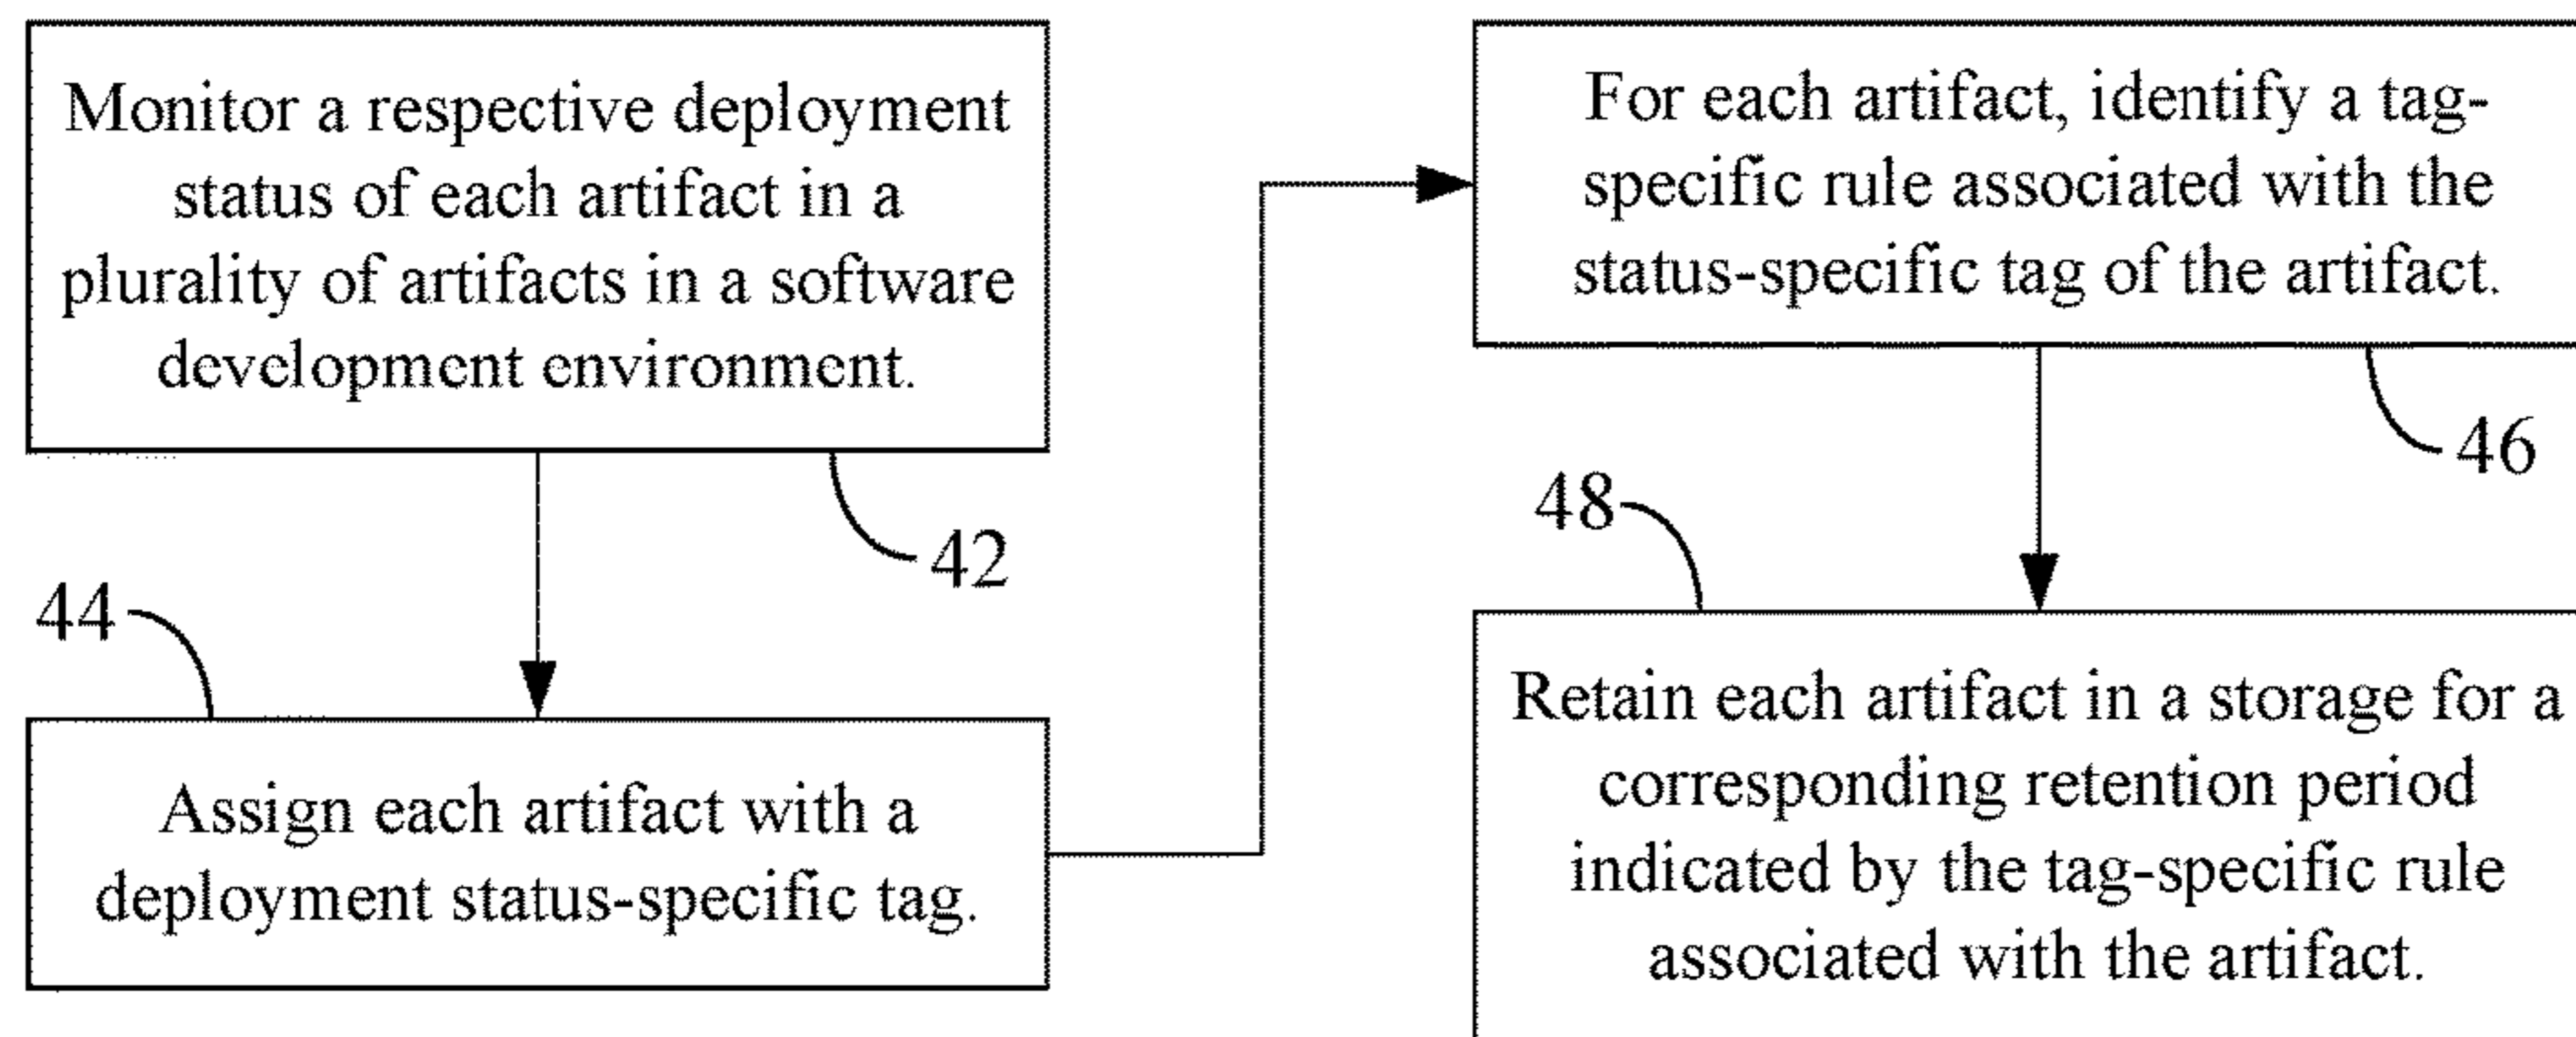 Monitor a respective deployment
status of each artifact in a
plurality of artifacts in a software
development environment.
42
44
Assign each artifact with a
deployment status-specific tag.
For each artifact, identify a tag-
specific rule associated with the
status-specific tag of the artifact.
46
48
Retain each artifact in a storage for a
corresponding retention period
indicated by the tag-specific rule
associated with the artifact.